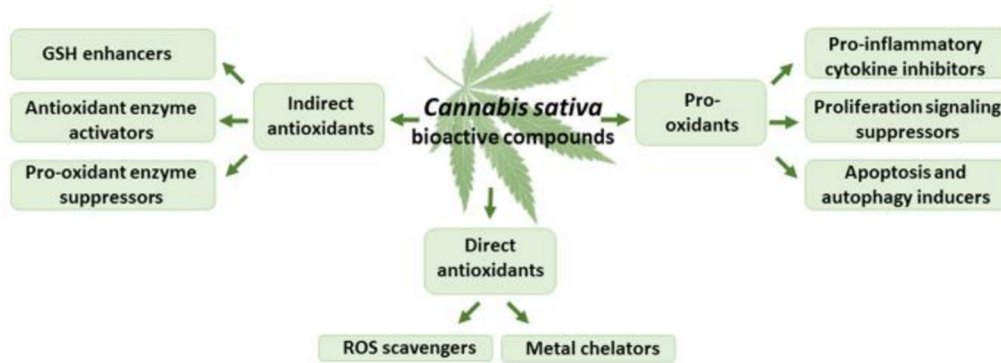 GSH enhancers
Antioxidant enzyme
activators
Pro-oxidant enzyme
suppressors
Indirect
antioxidants
Cannabis sativa
bioactive compounds
Pro-
oxidants
Pro-inflammatory
cytokine inhibitors
Proliferation signaling
suppressors
Apoptosis and
autophagy inducers
Direct
antioxidants
ROS scavengers
Metal chelators